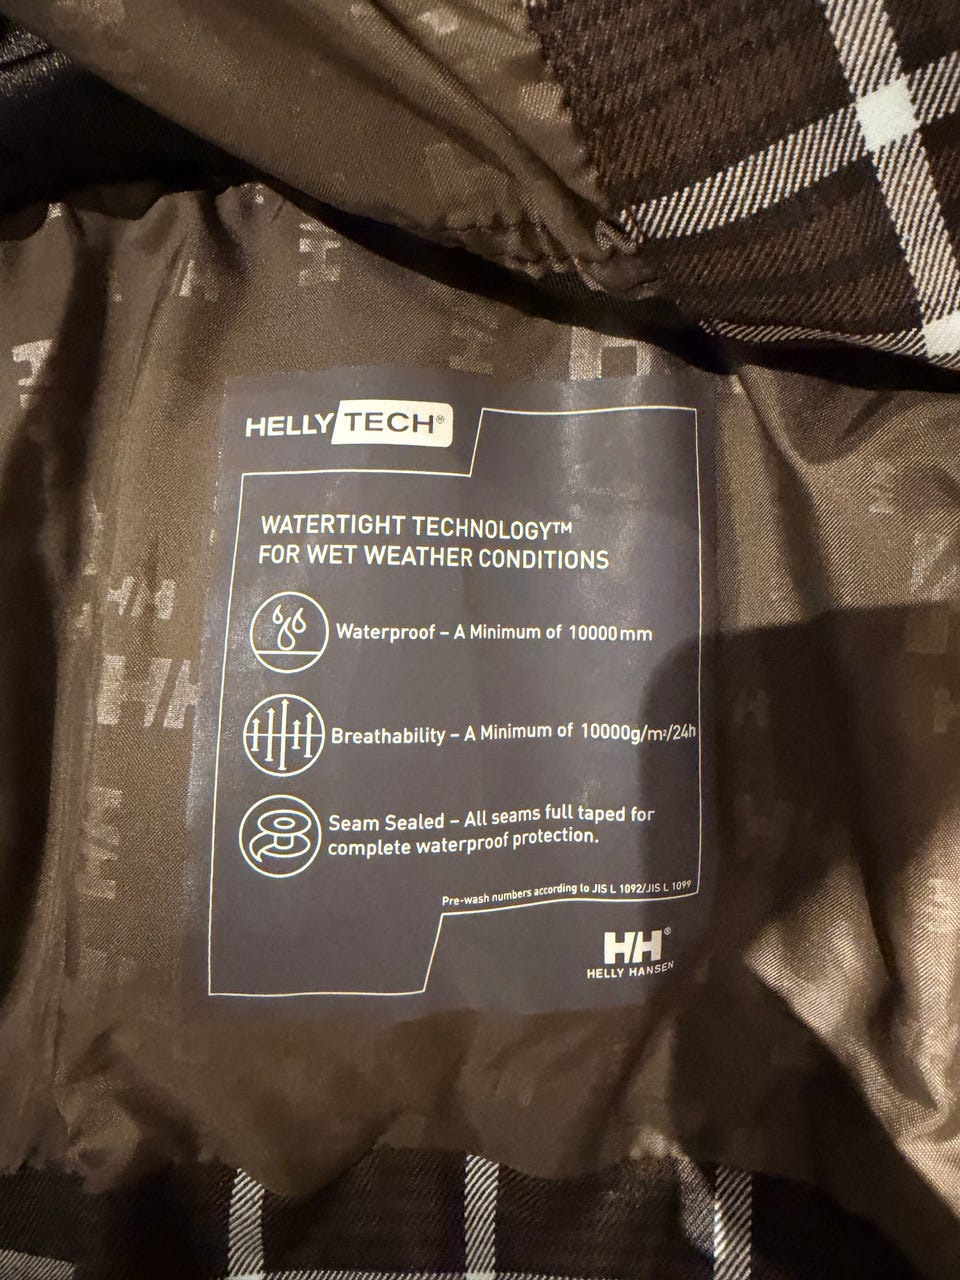 HELLY TECH®
WATERTIGHT TECHNOLOGY™
FOR WET WEATHER CONDITIONS
Waterproof – A Minimum of 10000mm
Breathability – A Minimum of 10000g/m²/24h
Seam Sealed – All seams full taped for
complete waterproof protection.
Pre-wash numbers according to JIS L 1092/JIS L 1099
HH®
HELLY HANSEN